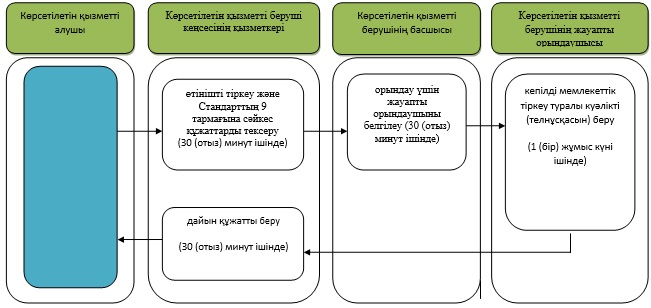 Көрсетілетін қызметті
алушы
Көрсетілетін қызметті беруші
кеңсесінің қызметкері
Көрсетілетін қызметті
берушінің басшысы
Көрсетілетін қызметті
берушінің жауапты
орындаушысы
өтінішті тіркеу және
Стандарттың 9
тармағына сәйкес
құжаттарды тексеру
(30 (отыз) минут ішінде)
орындау үшін
жауапты
орындаушыны
белгілеу (30 (отыз)
минут ішінде)
кепілді мемлекеттік
тіркеу туралы куәлікті
(телнұсқасын) беру
(1 (бір) жұмыс күні
ішінде)
дайын құжатты беру
(30 (отыз) минут ішінде)